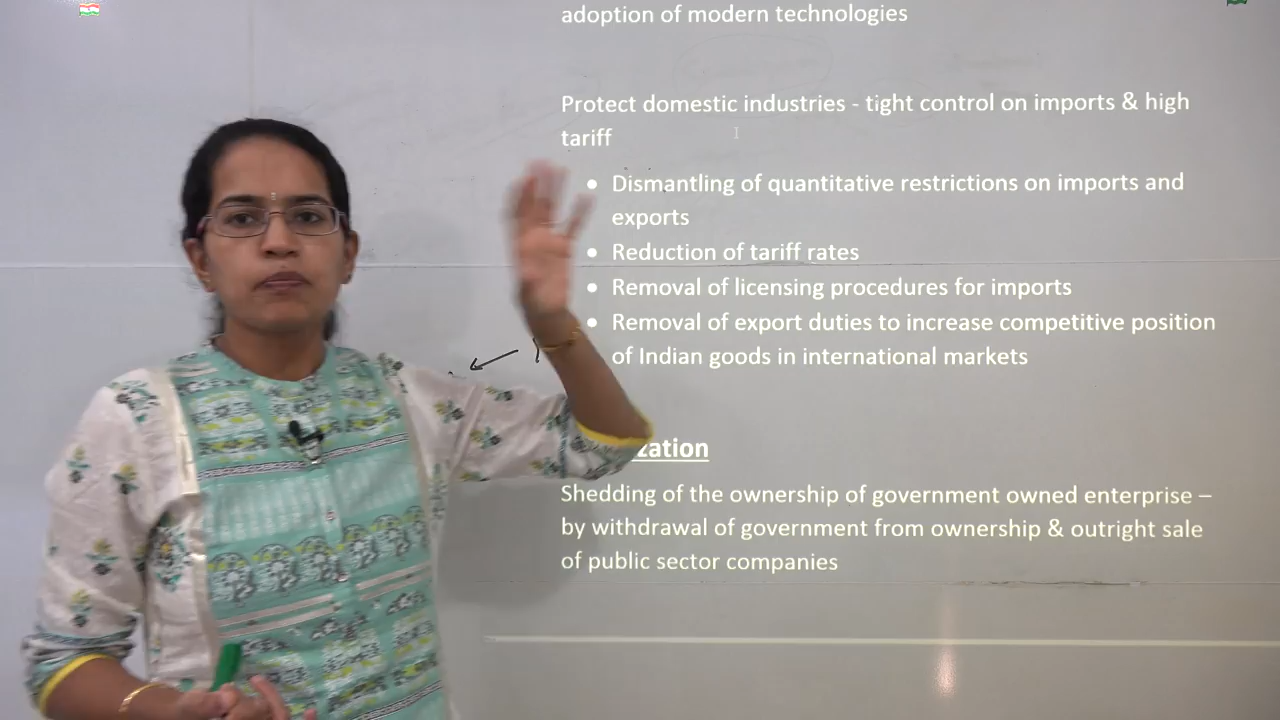 adoption of modern technologies
Protect domestic industries - tight control on imports & high
tariff
• Dismantling of quantitative restrictions on imports and
exports
• Reduction of tariff rates
• Removal of licensing procedures for imports
• Removal of export duties to increase competitive position
of Indian goods in international markets
zation
Shedding of the ownership of government owned enterprise –
by withdrawal of government from ownership & outright sale
of public sector companies